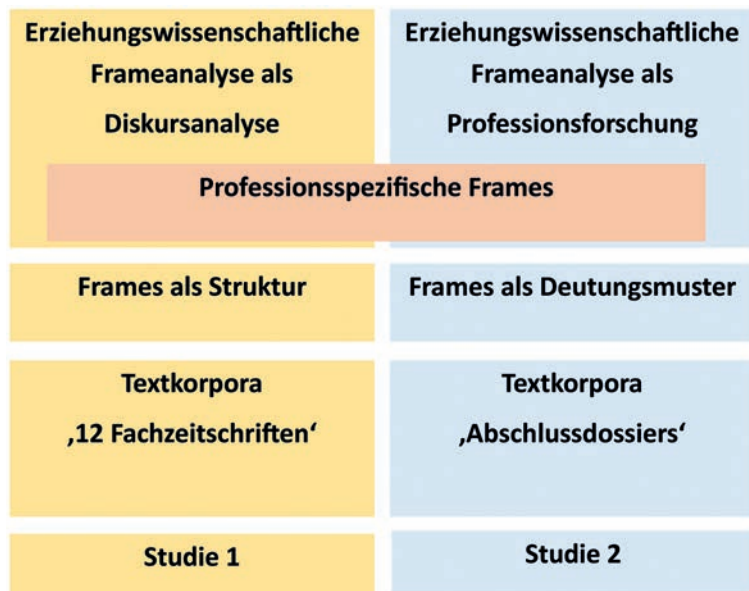 Erziehungswissenschaftliche
Frameanalyse als
Diskursanalyse
Erziehungswissenschaftliche
Frameanalyse als
Professionsforschung
Professionsspezifische Frames
Frames als Struktur
Frames als Deutungsmuster
Textkorpora
‚12 Fachzeitschriften‘
Textkorpora
‚Abschlussdossiers‘
Studie 1
Studie 2